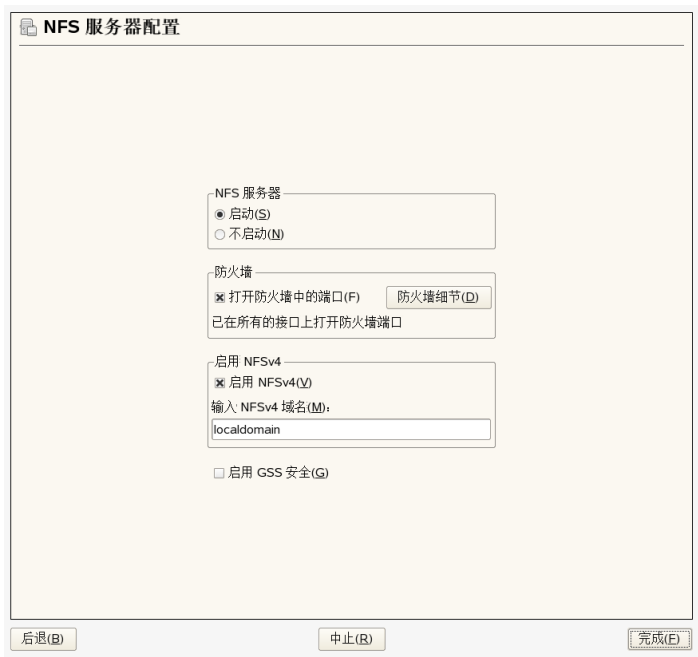 NFS 服务器配置
NFS 服务器
启动(S)
不启动(N)
防火墙
打开防火墙中的端口(F) 防火墙细节(D)
已在所有的接口上打开防火墙端口
启用 NFSv4
启用 NFSv4(V)
输入 NFSv4 域名(M)：
localdomain
启用 GSS 安全(G)
后退(B) 中止(R) 完成(F)